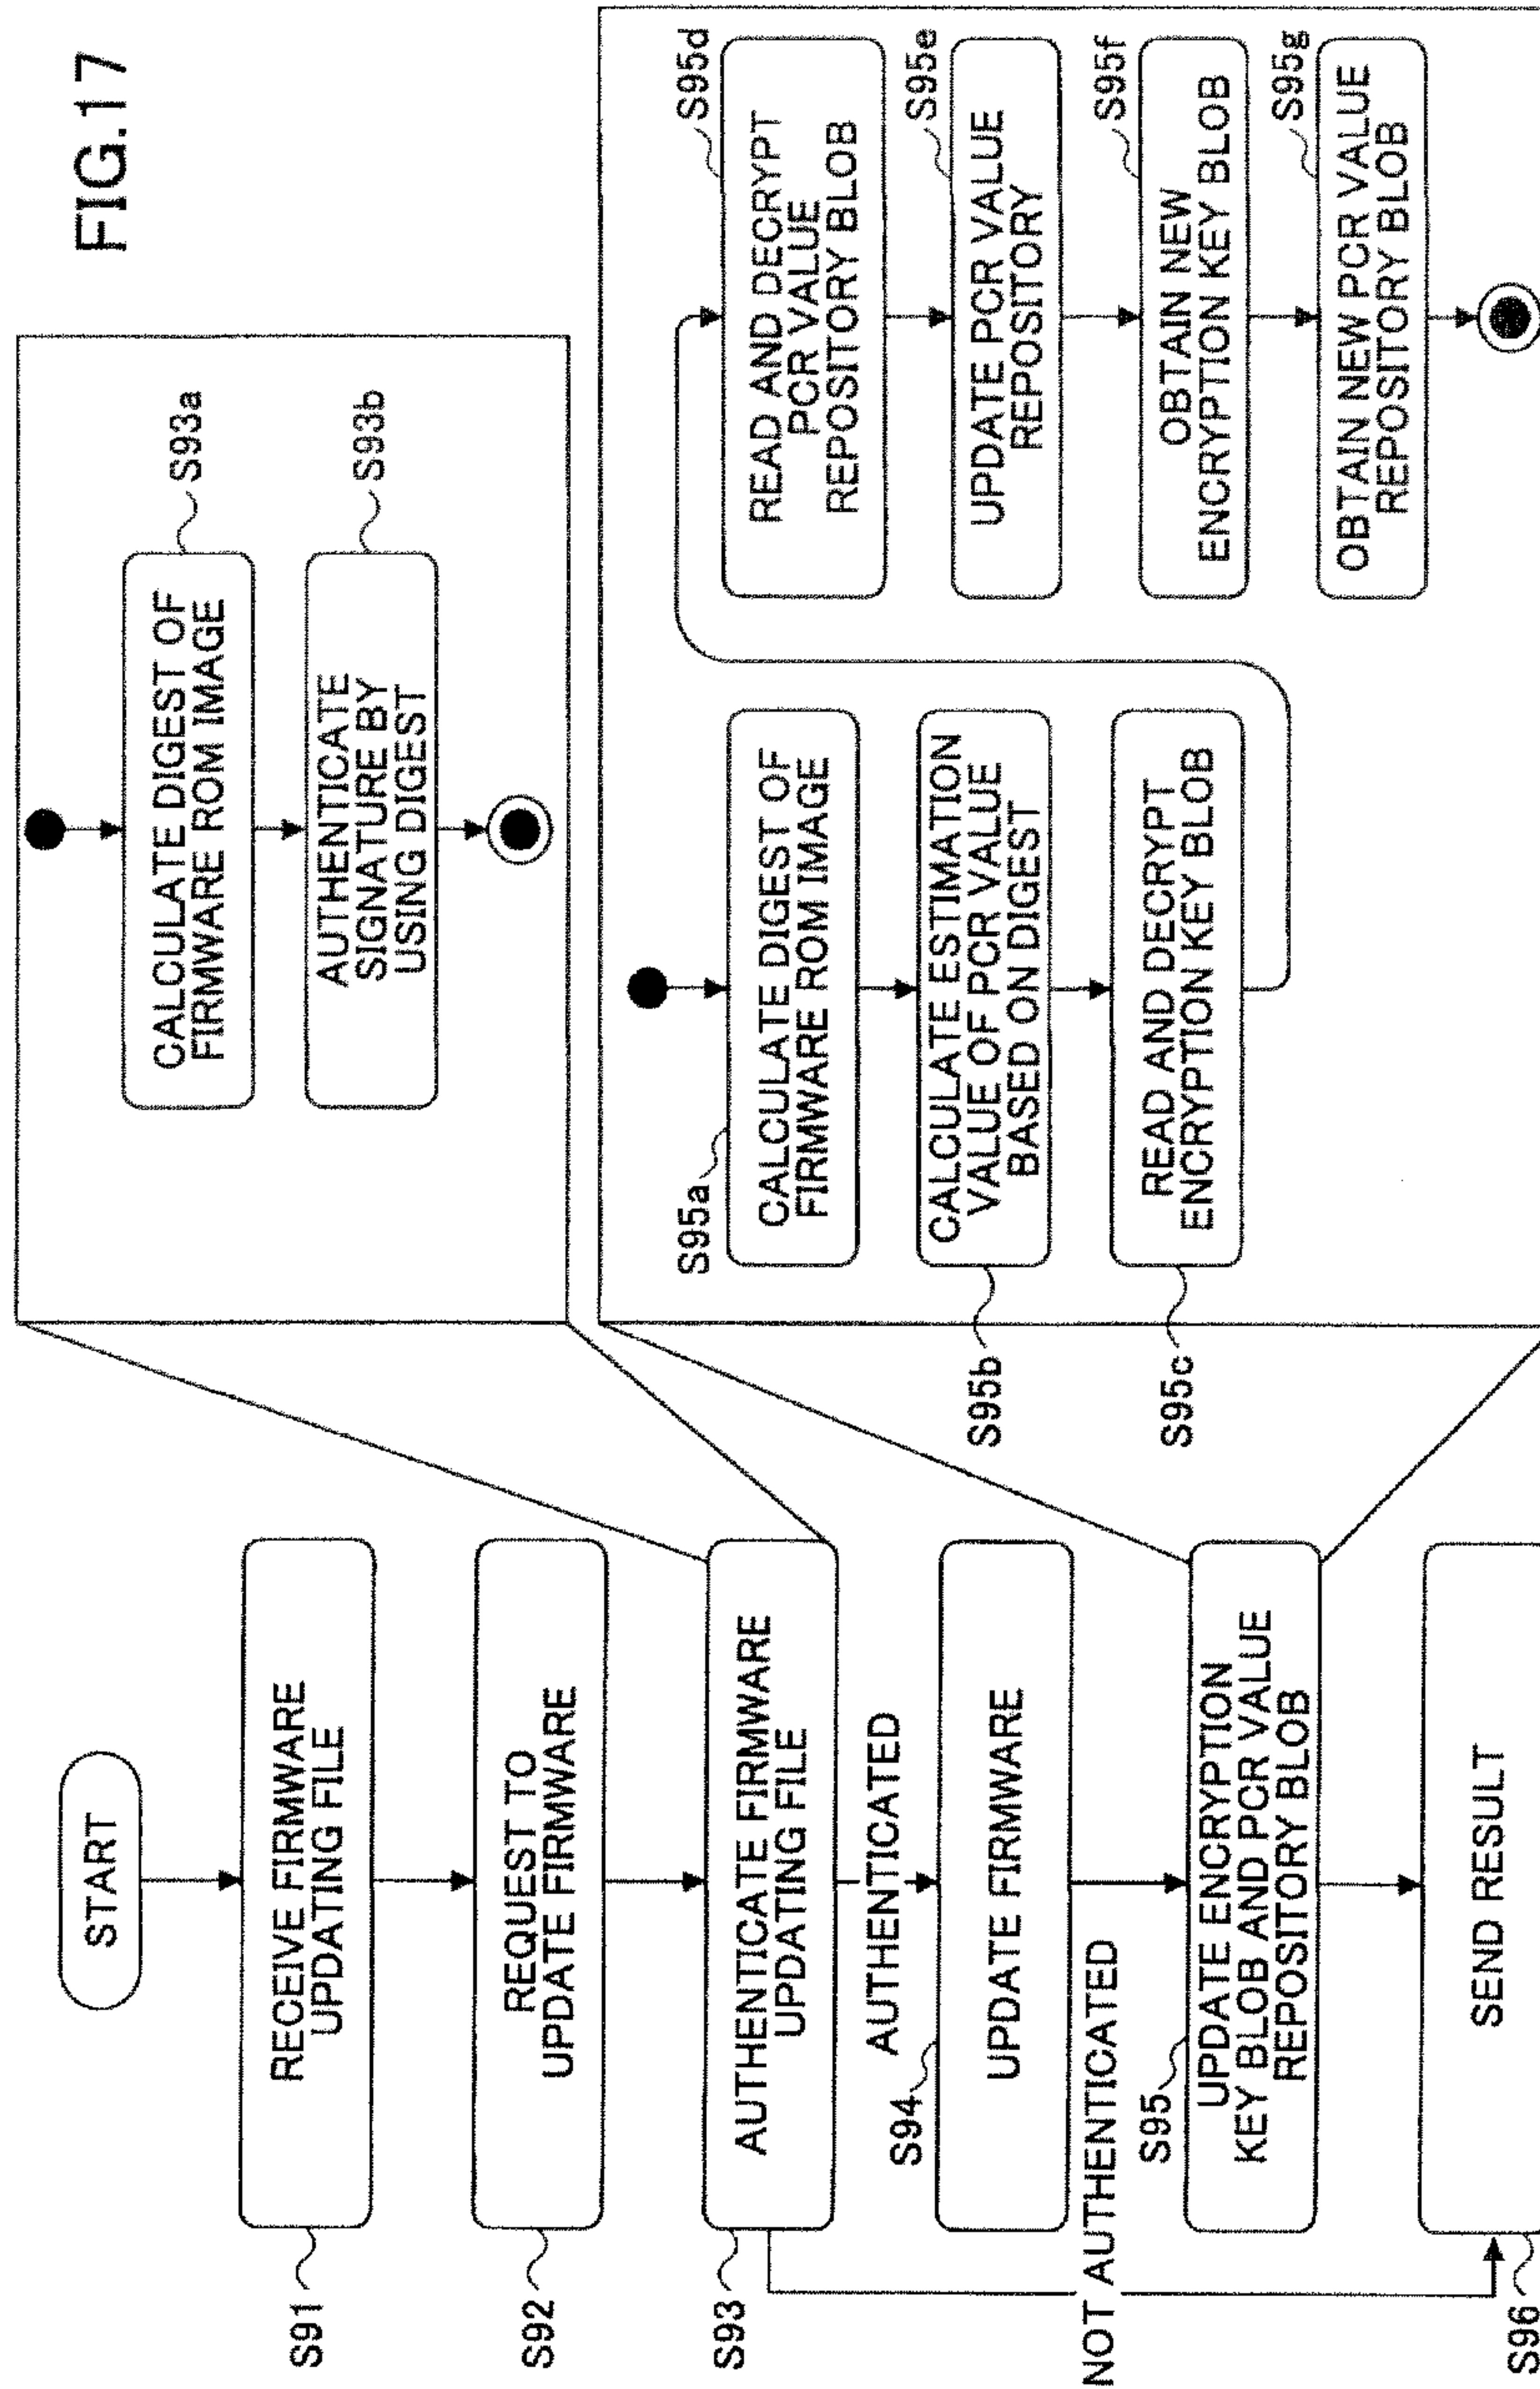 FIG.17
START
RECEIVE FIRMWARE
UPDATING FILE
S91
REQUEST TO
UPDATE FIRMWARE
S92
AUTHENTICATE FIRMWARE
UPDATING FILE
S93
AUTHENTICATED
S94
UPDATE FIRMWARE
NOT AUTHENTICATED
S95
UPDATE ENCRYPTION
KEY BLOB AND PCR VALUE
REPOSITORY BLOB
SEND RESULT
S96
CALCULATE DIGEST OF
FIRMWARE ROM IMAGE
S93a
AUTHENTICATE
SIGNATURE BY
USING DIGEST
S93b
S95a
CALCULATE DIGEST OF
FIRMWARE ROM IMAGE
CALCULATE ESTIMATION
VALUE OF PCR VALUE
BASED ON DIGEST
S95b
READ AND DECRYPT
ENCRYPTION KEY BLOB
S95c
READ AND DECRYPT
PCR VALUE
REPOSITORY BLOB
S95d
UPDATE PCR VALUE
REPOSITORY
S95e
OBTAIN NEW
ENCRYPTION KEY BLOB
S95f
OBTAIN NEW PCR VALUE
REPOSITORY BLOB
S95g